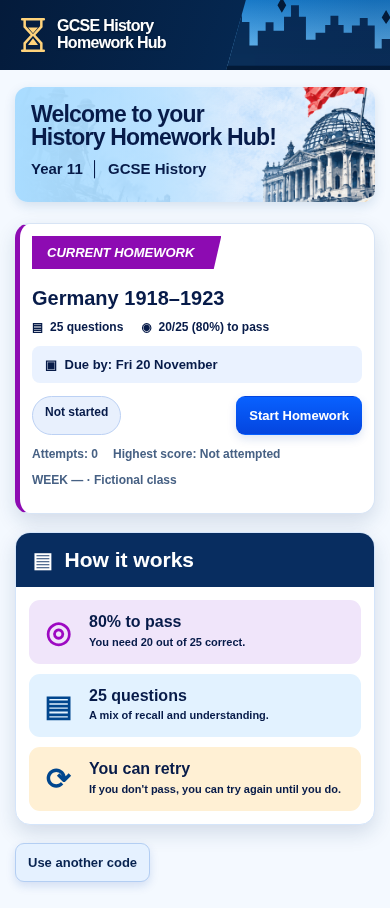 GCSE History
Homework Hub
Welcome to your
History Homework Hub!
Year 11 | GCSE History
CURRENT HOMEWORK
Germany 1918–1923
25 questions 20/25 (80%) to pass
Due by: Fri 20 November
Not started
Start Homework
Attempts: 0 Highest score: Not attempted
WEEK — · Fictional class
How it works
80% to pass
You need 20 out of 25 correct.
25 questions
A mix of recall and understanding.
You can retry
If you don't pass, you can try again until you do.
Use another code